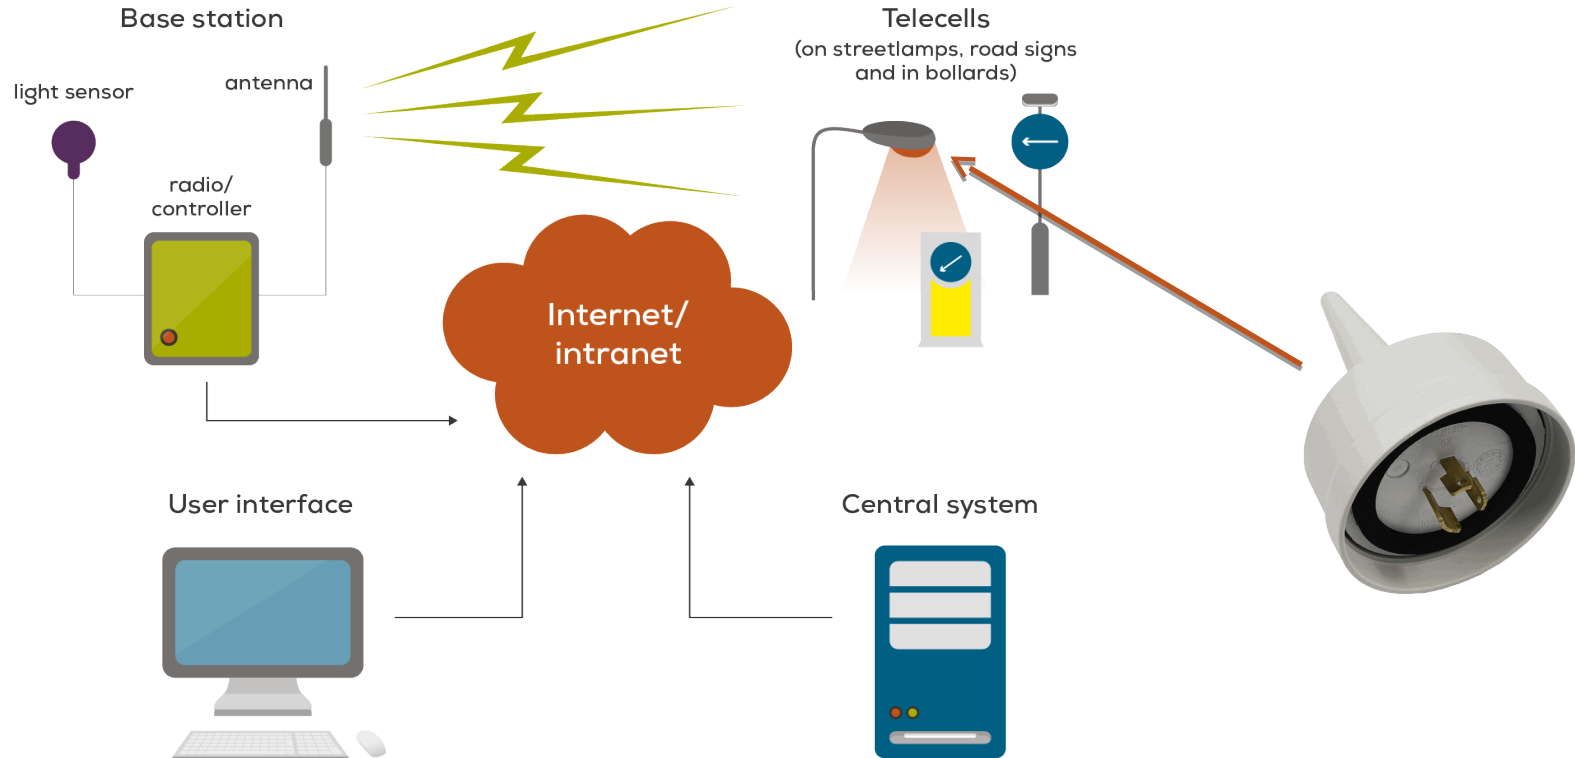 Base station
light sensor
antenna
radio/
controller
Telecells
(on streetlamps, road signs
and in bollards)
Internet/
intranet
User interface
Central system